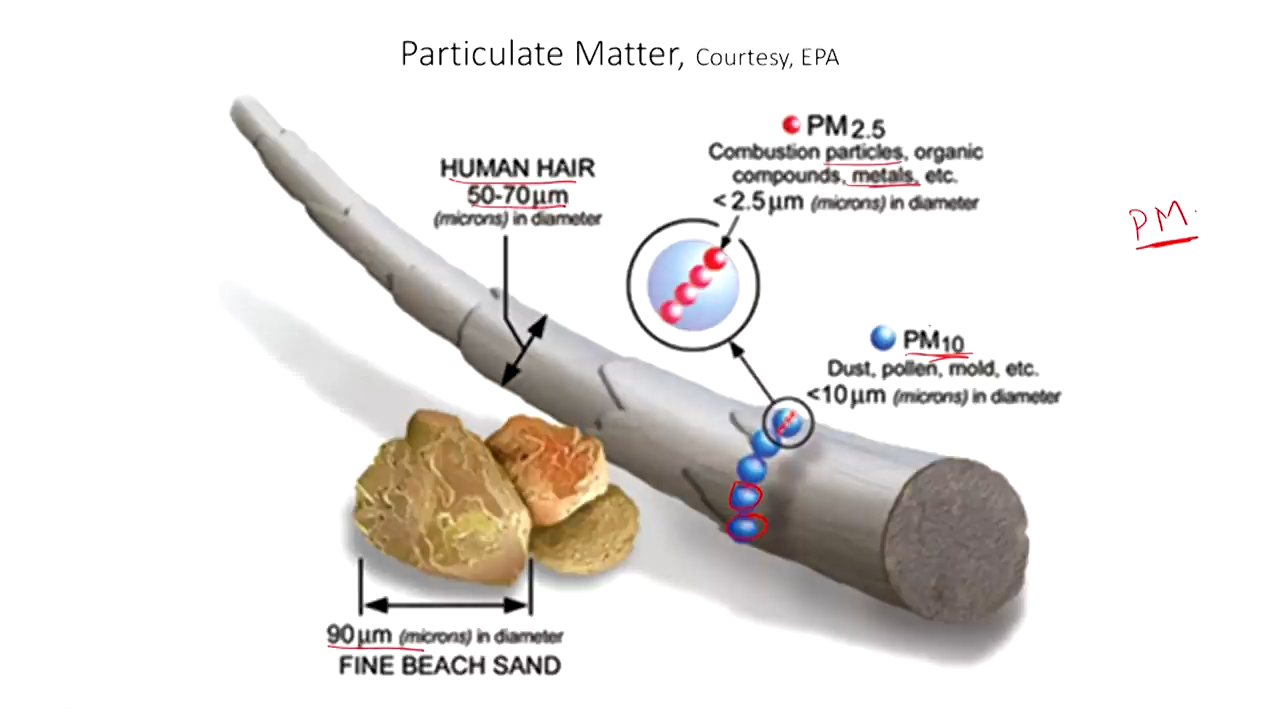 Particulate Matter, Courtesy, EPA
PM2.5
Combustion particles, organic
compounds, metals, etc.
<2.5µm (microns) in diameter
HUMAN HAIR
50-70µm
(microns) in diameter
PM.
PM10
Dust, pollen, mold, etc.
<10µm (microns) in diameter
90µm (microns) in diameter
FINE BEACH SAND